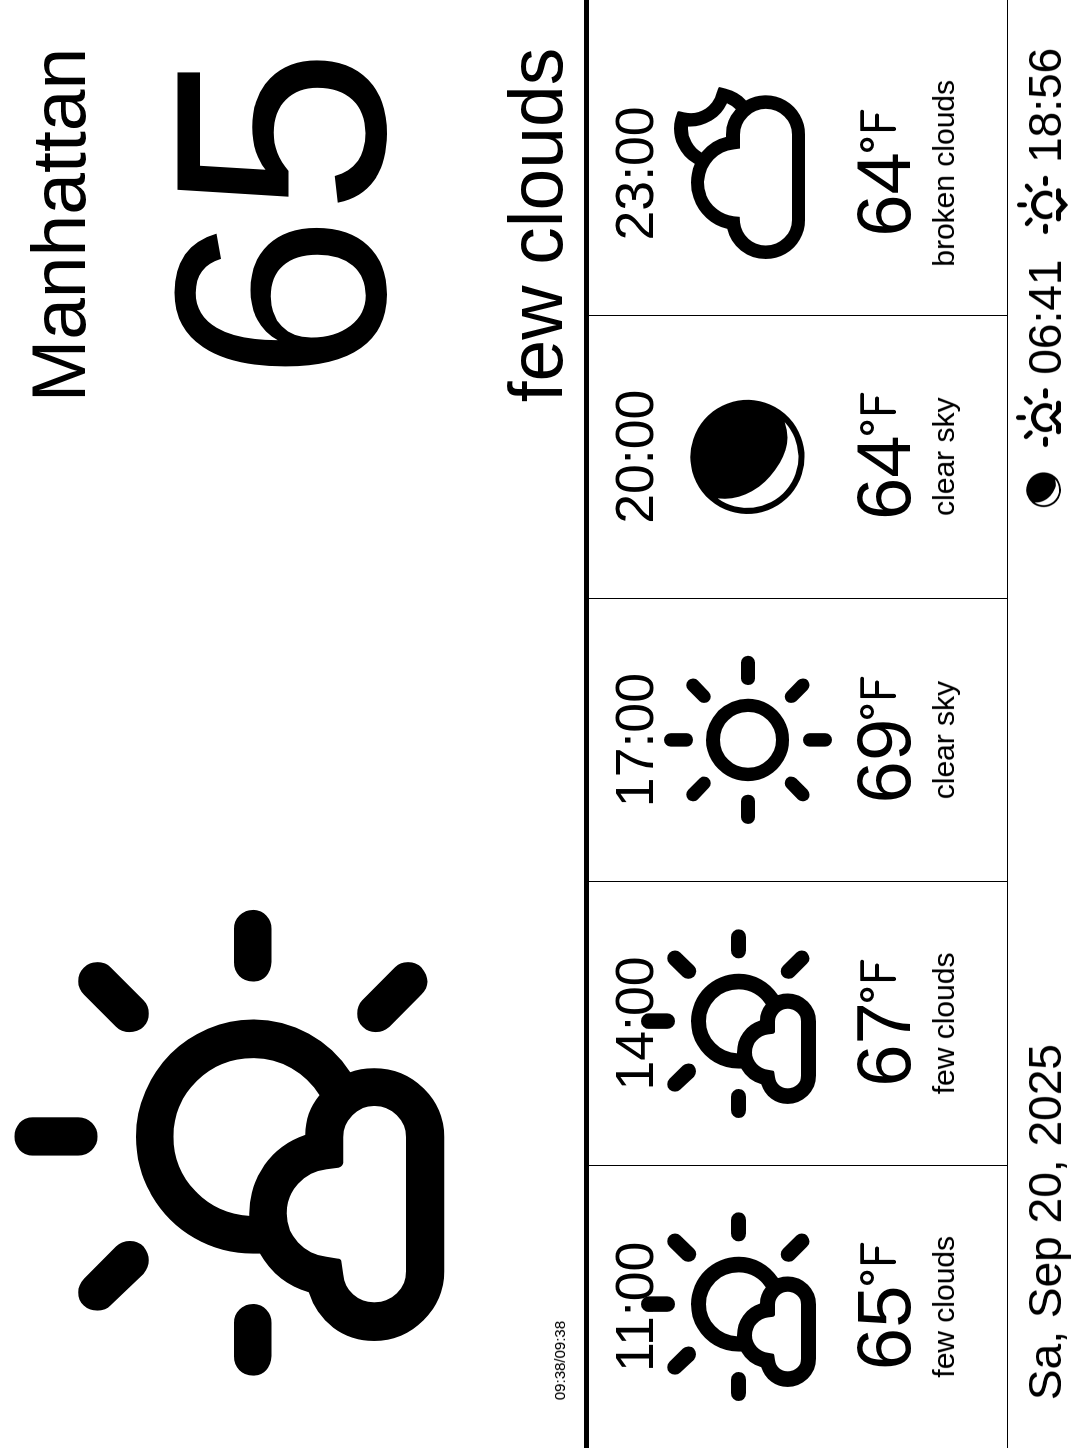 Manhattan
65
few clouds
09:38/09:38
11:00
65°F
few clouds
14:00
67°F
few clouds
17:00
69°F
clear sky
20:00
64°F
clear sky
23:00
64°F
broken clouds
Sa, Sep 20, 2025
06:41 18:56